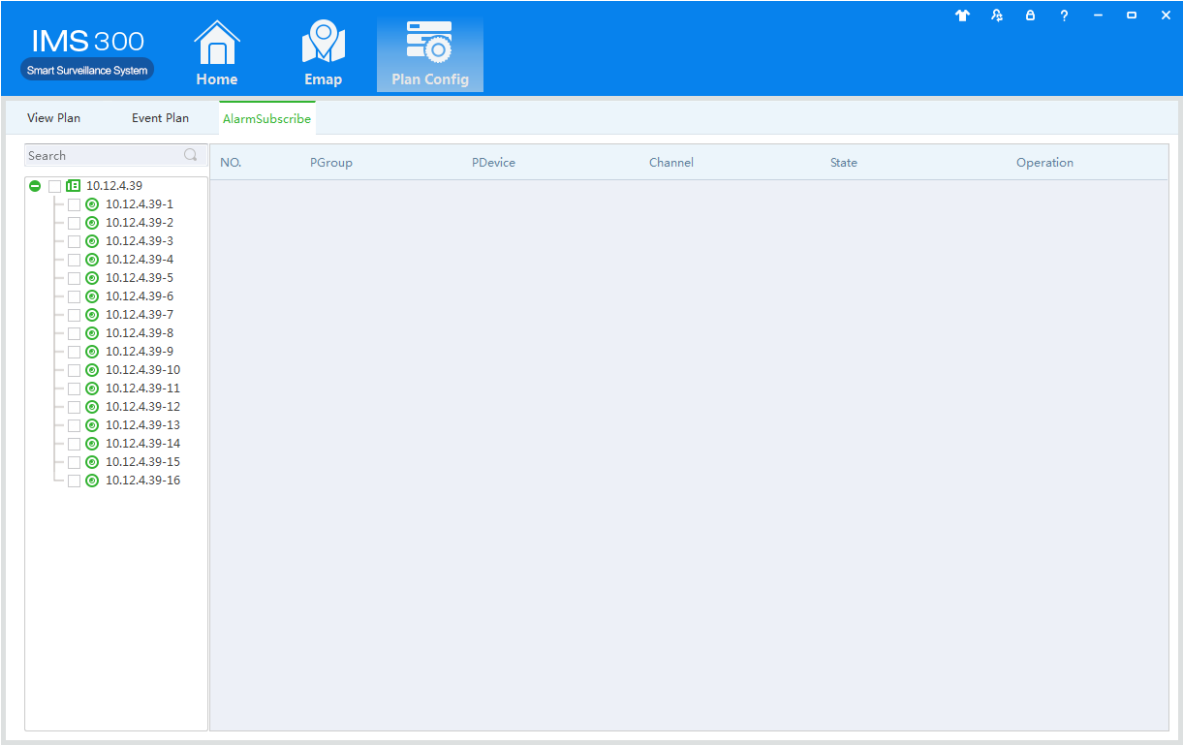 IMS 300
Smart Surveillance System
Home
Emap
Plan Config
?
View Plan
Event Plan
AlarmSubscribe
Search
NO.
PGroup
PDevice
Channel
State
Operation
10.12.4.39
10.12.4.39-1
10.12.4.39-2
10.12.4.39-3
10.12.4.39-4
10.12.4.39-5
10.12.4.39-6
10.12.4.39-7
10.12.4.39-8
10.12.4.39-9
10.12.4.39-10
10.12.4.39-11
10.12.4.39-12
10.12.4.39-13
10.12.4.39-14
10.12.4.39-15
10.12.4.39-16